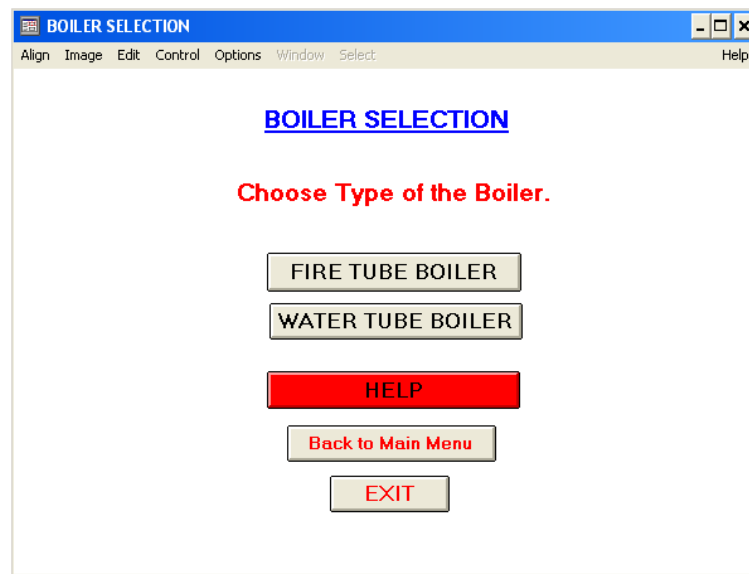 BOILER SELECTION
Align Image Edit Control Options Window Select Help
BOILER SELECTION
Choose Type of the Boiler.
FIRE TUBE BOILER
WATER TUBE BOILER
HELP
Back to Main Menu
EXIT